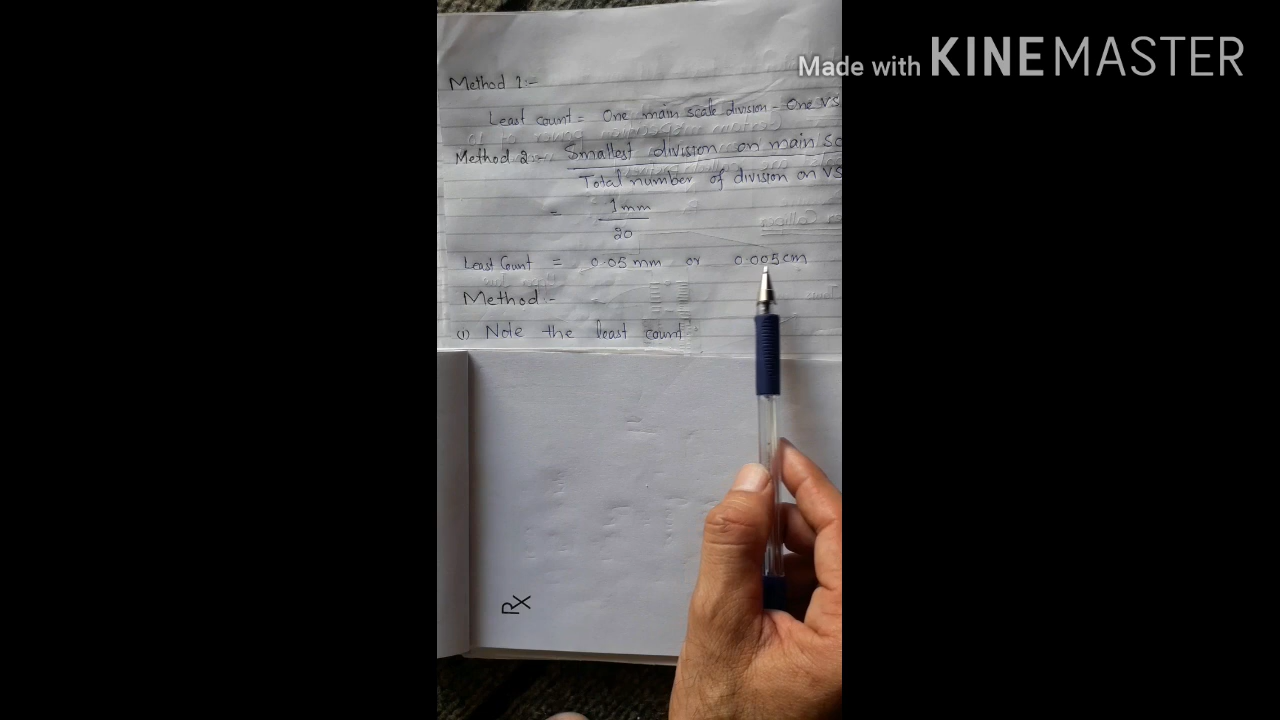 Made with KINEMASTER
Method 1:-
Least count = One main scale division - One VS
Method 2:- Smallest division on main sc
Total number of division on VS
= 1mm
20
Least Count = 0.05 mm or 0.005 cm
Method:-
(1) Note the least count
Rx